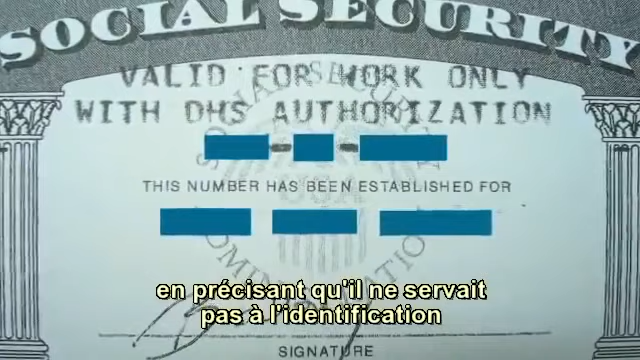 SOCIAL SECURITY
VALID FOR WORK ONLY
WITH DHS AUTHORIZATION
THIS NUMBER HAS BEEN ESTABLISHED FOR
USA
en précisant qu'il ne servait
pas à l'identification
SIGNATURE